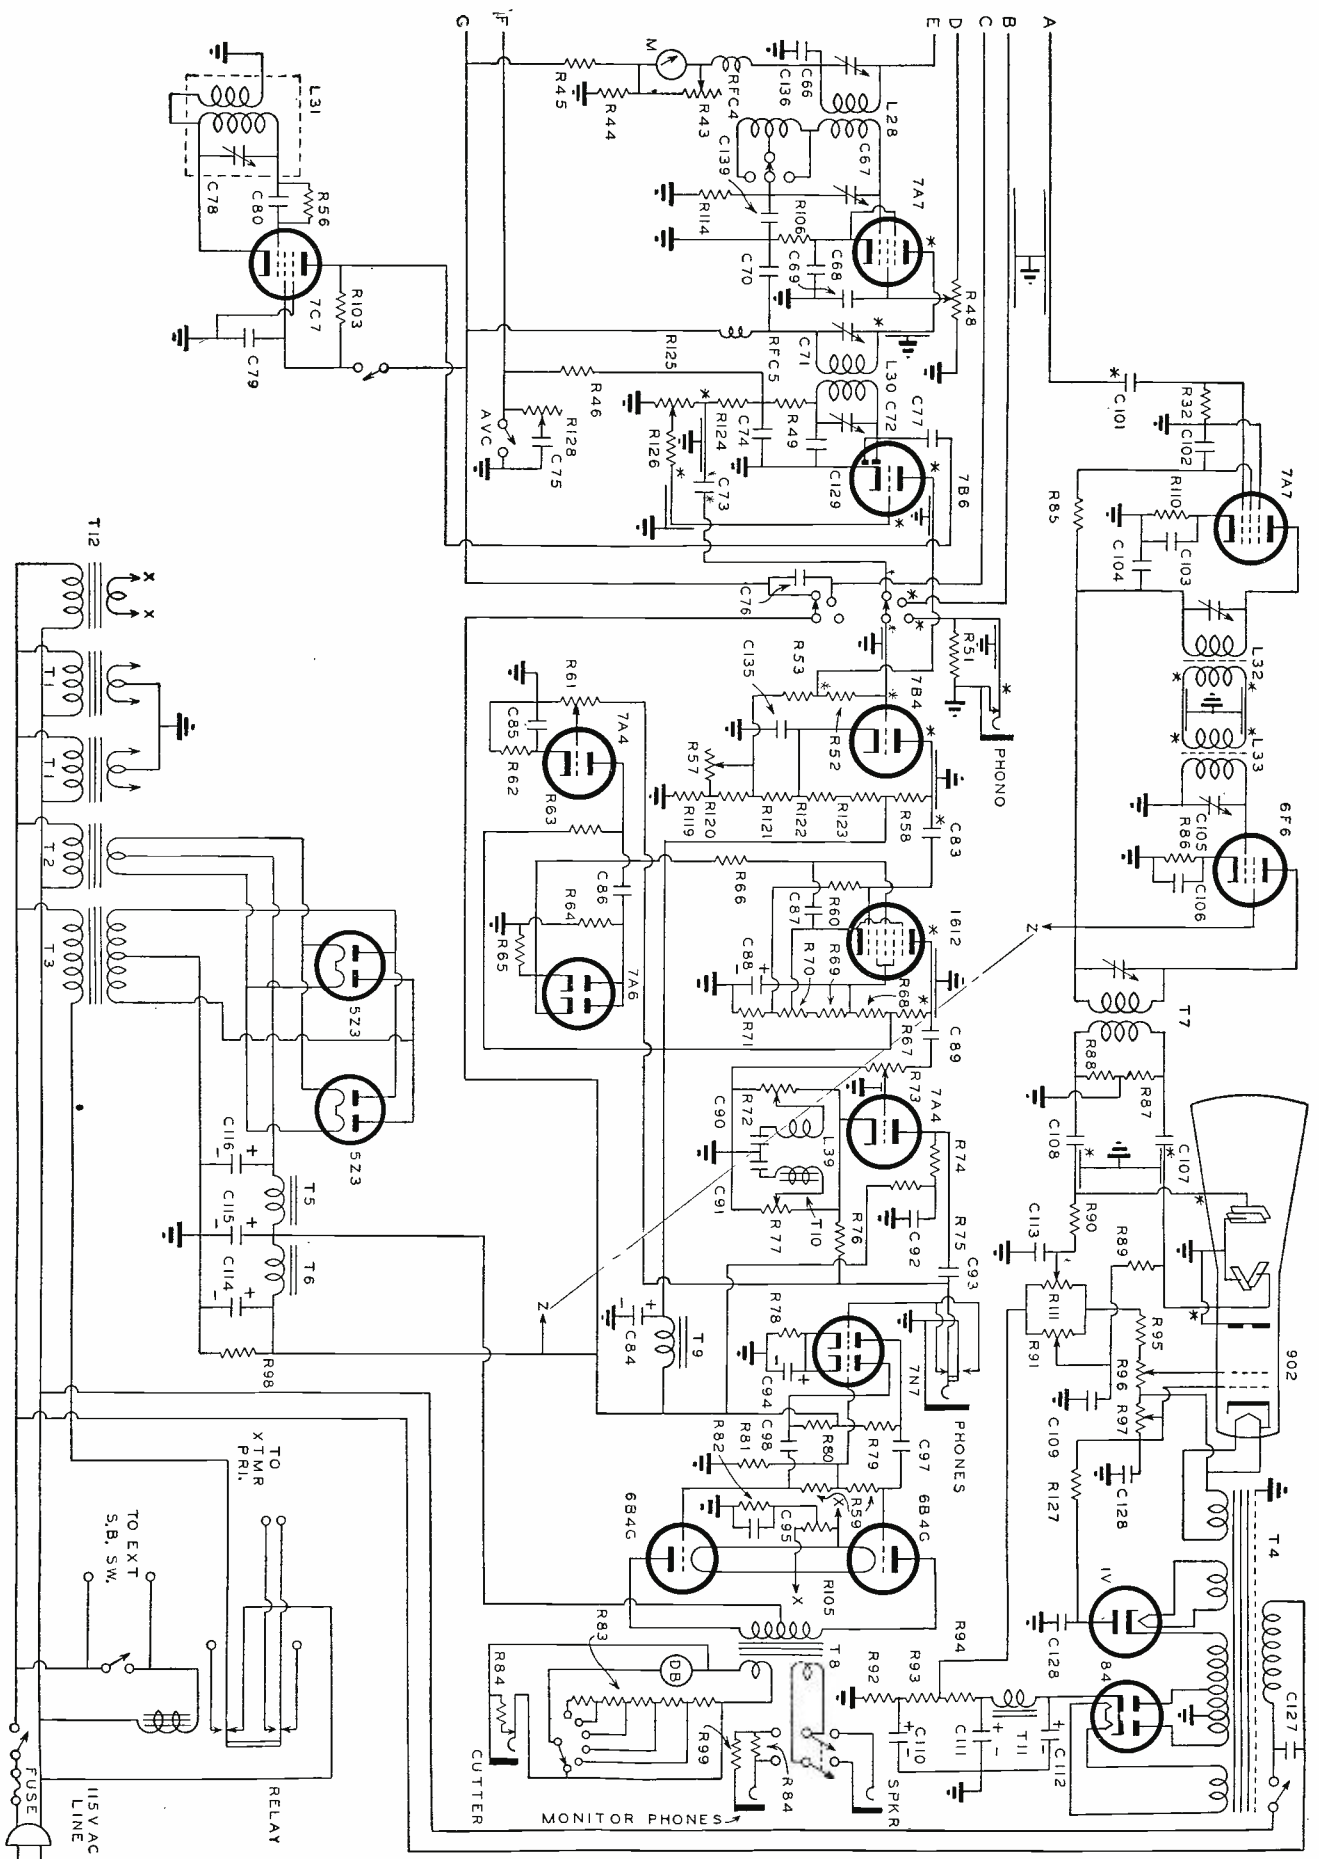 A
B
C
D
E
F
G
C101
R32
C102
7A7
R85
R110
C103
C104
L32
L33
6F6
C105
R86
C106
Z
T7
R88
R87
C108
C107
R90
C113
R89
R111
R91
R95
R96
R97
902
C109
R127
C128
T4
1V
C128
84
C127
M
R45
R44
R43
RFC4
C136
C66
L28
C139
C67
7A7
R114
R106
C70
C69
C68
R48
RFC5
C71
L30
C72
C77
R125
R46
R124
C74
R49
R126
R128
C75
AVC
C73
C129
7B6
C76
R51
PHONO
C135
R53
7B4
R52
R57
R119
R120
R121
R122
R123
R58
C83
R61
C85
R62
7A4
R63
C86
R64
R65
7A6
R66
C87
R60
1612
C88
R70
R69
R68
R71
R67
C89
R73
7A4
R72
C90
L39
C91
R77
T10
R74
C92
R75
R76
C93
Z
C84
T9
R78
C94
7N7
PHONES
R82
R81
C98
R80
R79
C97
R59
C95
X
X
R105
6B4G
6B4G
T8
R83
DB
R84
CUTTER
R99
R84
MONITOR PHONES
SPKR
R92
R93
R94
C110
C111
T11
C112
L31
C78
C80
R56
7C7
R103
C79
T12
X X
T1
T1
T2
T3
5Z3
5Z3
C116
C115
C114
T5
T6
R98
TO
XTMR
PRI.
TO EXT
S.B. SW.
RELAY
FUSE
115V AC
LINE